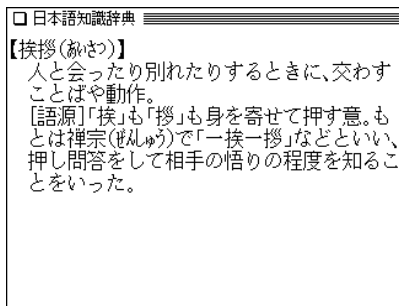 日本語知識辞典
【挨拶(あいさつ)】
人と会ったり別れたりするときに、交わす
ことばや動作。
[語源]「挨」も「拶」も身を寄せて押す意。も
とは禅宗(ぜんしゅう)で「一挨一拶」などといい、
押し問答をして相手の悟りの程度を知るこ
とをいった。